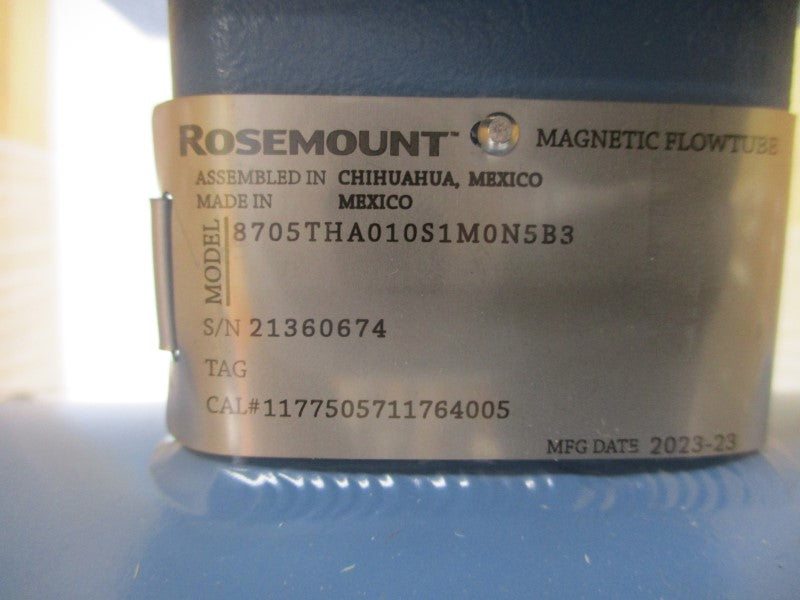 ROSEMOUNT™ MAGNETIC FLOWTUBE
ASSEMBLED IN CHIHUAHUA, MEXICO
MADE IN MEXICO
MODEL 8705THA010S1M0N5B3
S/N 21360674
TAG
CAL# 1177505711764005
MFG DATE 2023-23